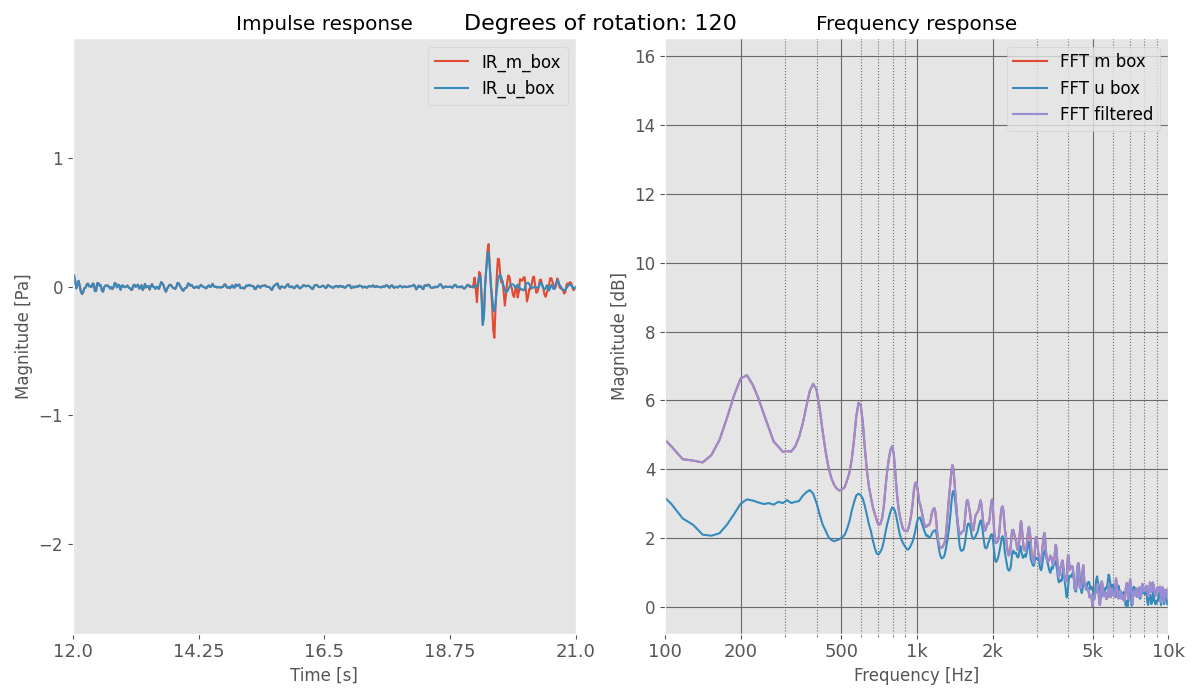 Degrees of rotation: 120
Impulse response
IR_m_box
IR_u_box
1
0
−1
−2
Magnitude [Pa]
12.0 14.25 16.5 18.75 21.0
Time [s]
Frequency response
FFT m box
FFT u box
FFT filtered
16
14
12
10
8
6
4
2
0
Magnitude [dB]
100 200 500 1k 2k 5k 10k
Frequency [Hz]